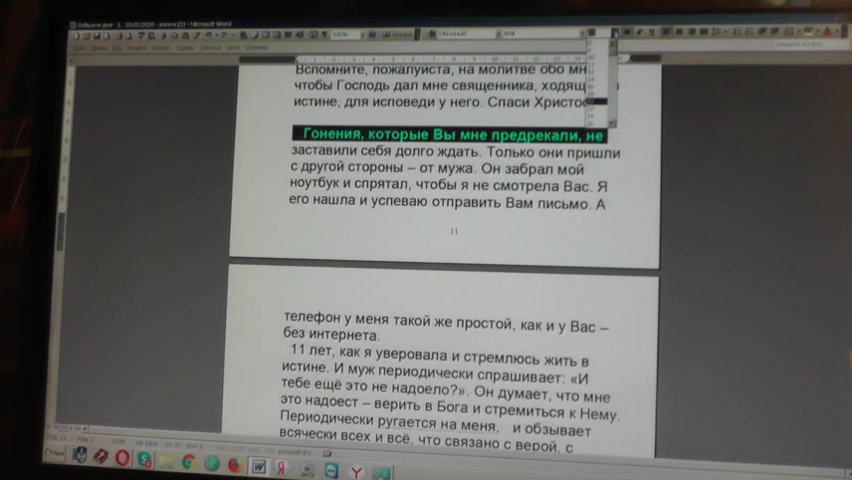 Microsoft Word
Вспомните, пожалуйста, на молитве обо мн
чтобы Господь дал мне священника, ходящ
истине, для исповеди у него. Спаси Христос
Гонения, которые Вы мне предрекали, не
заставили себя долго ждать. Только они пришли
с другой стороны – от мужа. Он забрал мой
ноутбук и спрятал, чтобы я не смотрела Вас. Я
его нашла и успеваю отправить Вам письмо. А
11
телефон у меня такой же простой, как и у Вас –
без интернета.
11 лет, как я уверовала и стремлюсь жить в
истине. И муж периодически спрашивает: «И
тебе ещё это не надоело?». Он думает, что мне
это надоест – верить в Бога и стремиться к Нему.
Периодически ругается на меня, и обзывает
всячески всех и всё, что связано с верой, с